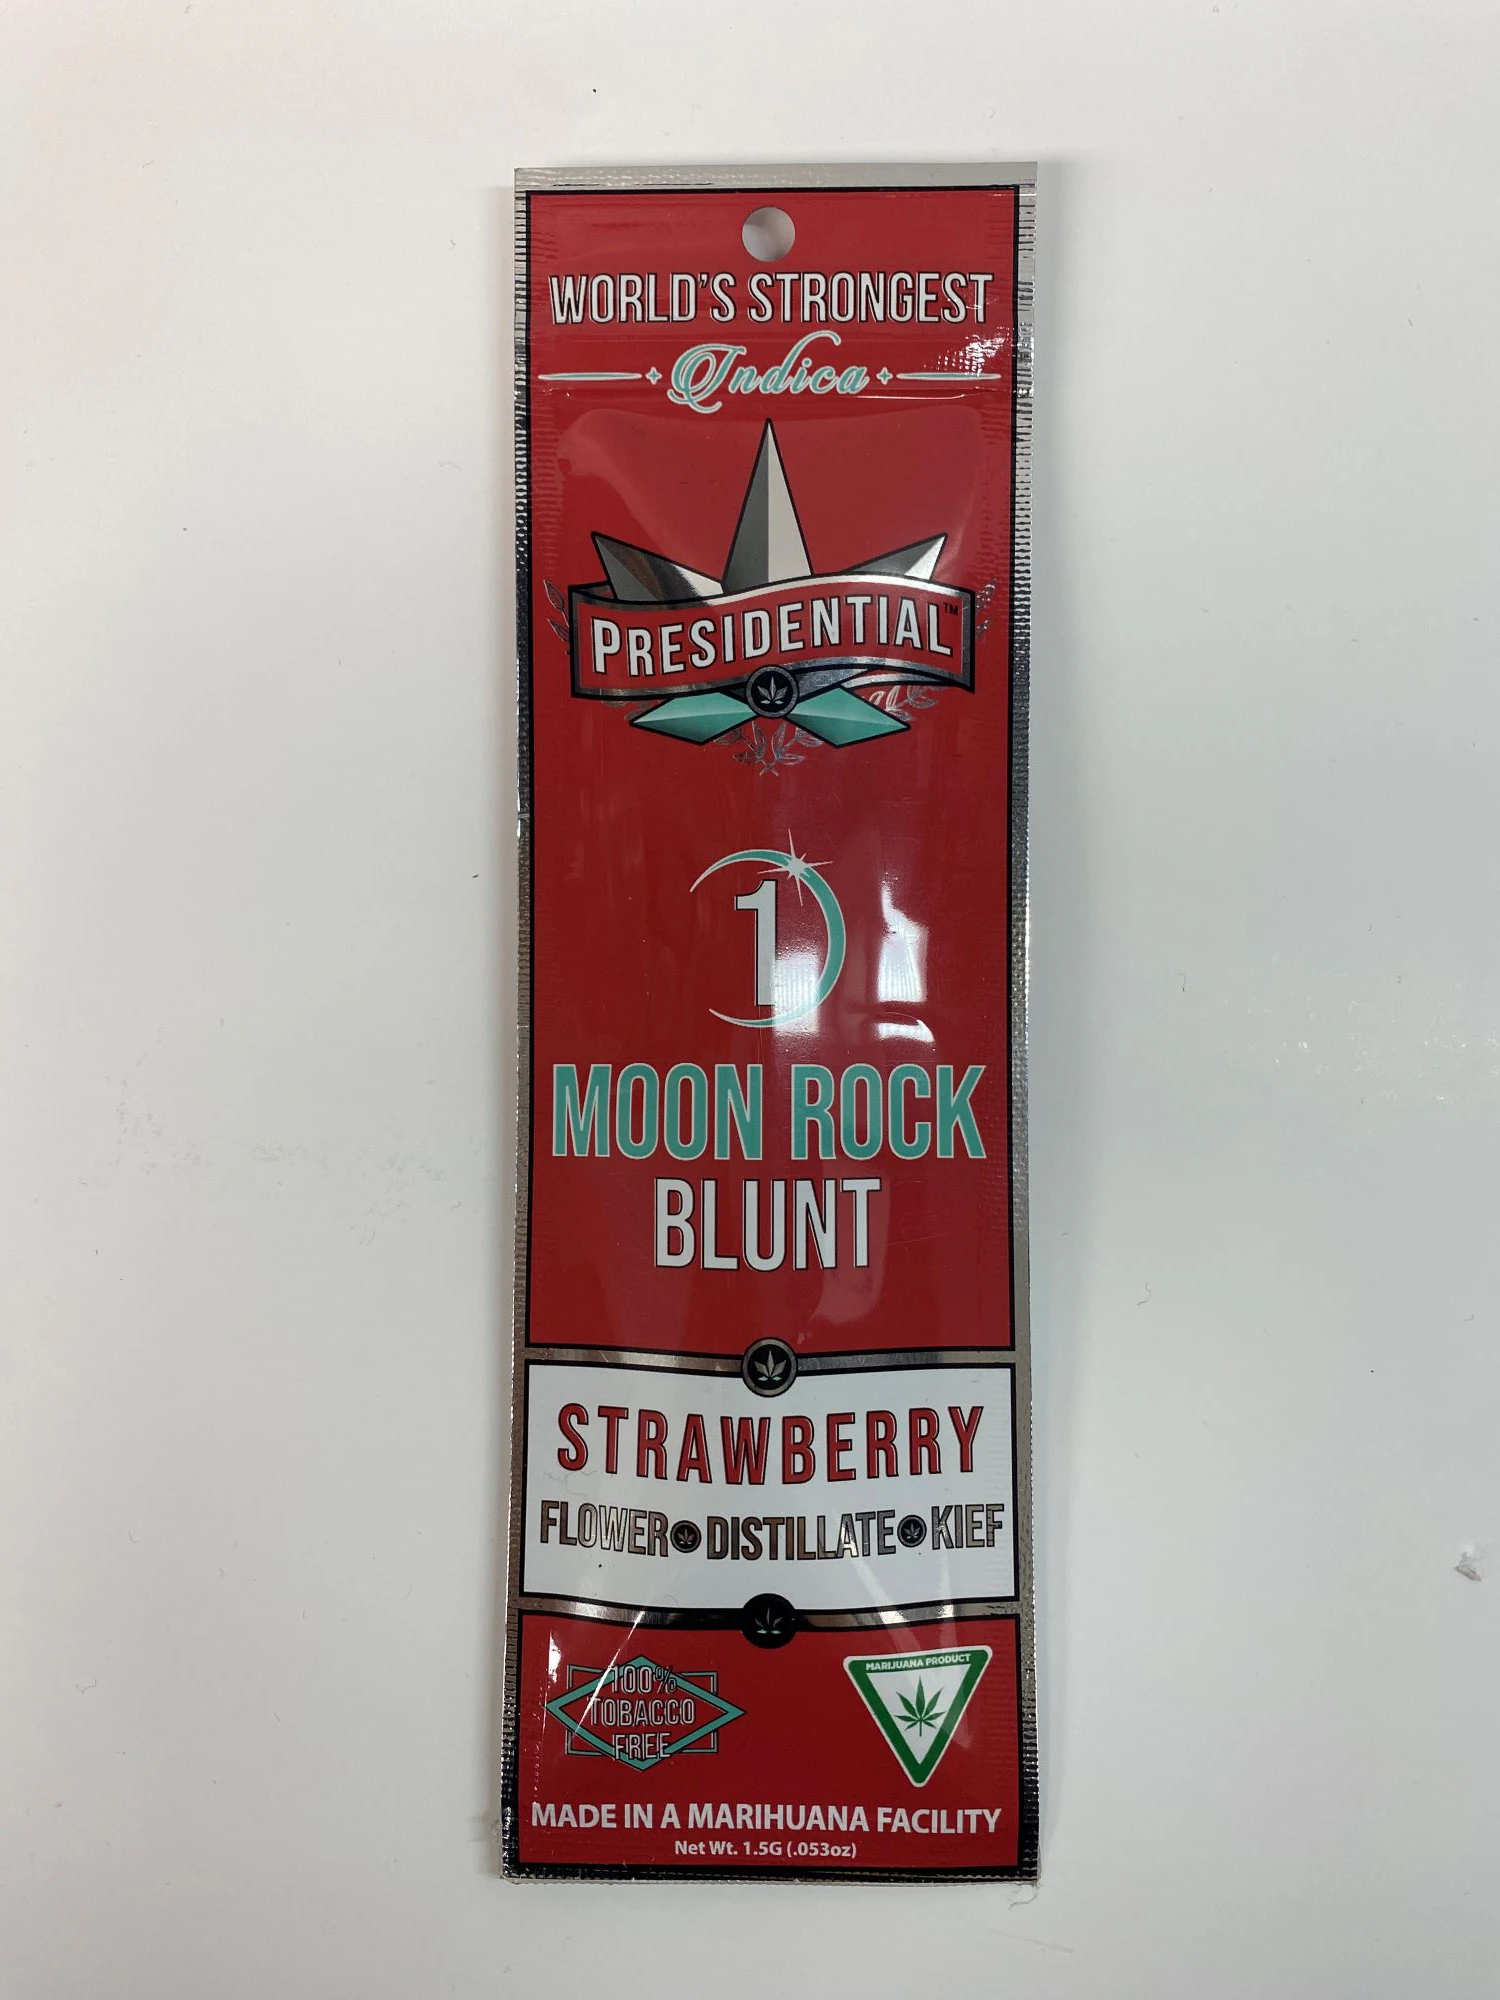 WORLD'S STRONGEST
Indica
PRESIDENTIAL™
1
MOON ROCK
BLUNT
STRAWBERRY
FLOWER DISTILLATE KIEF
100%
TOBACCO
FREE
MARIJUANA PRODUCT
MADE IN A MARIHUANA FACILITY
Net Wt. 1.5G (.053oz)